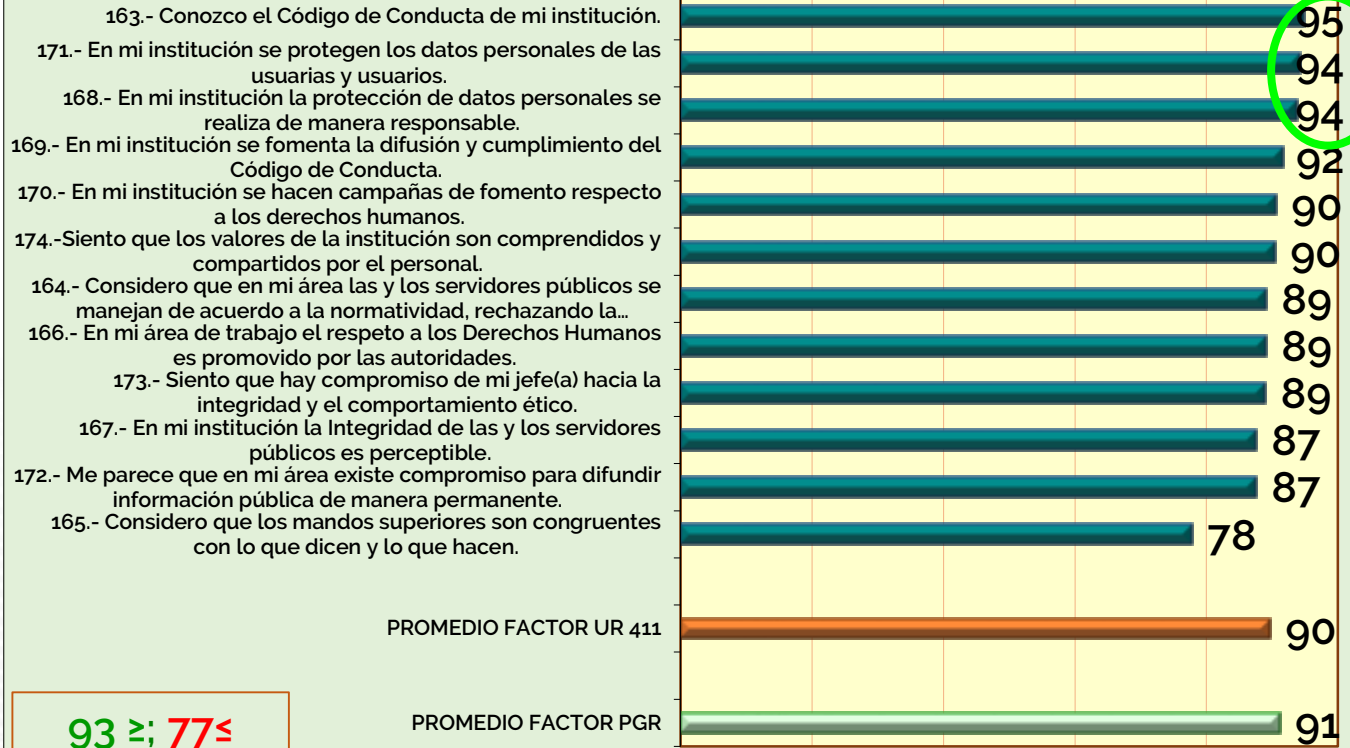 163.- Conozco el Código de Conducta de mi institución.
95
171.- En mi institución se protegen los datos personales de las
usuarias y usuarios.
94
168.- En mi institución la protección de datos personales se
realiza de manera responsable.
94
169.- En mi institución se fomenta la difusión y cumplimiento del
Código de Conducta.
92
170.- En mi institución se hacen campañas de fomento respecto
a los derechos humanos.
90
174.-Siento que los valores de la institución son comprendidos y
compartidos por el personal.
90
164.- Considero que en mi área las y los servidores públicos se
manejan de acuerdo a la normatividad, rechazando la…
89
166.- En mi área de trabajo el respeto a los Derechos Humanos
es promovido por las autoridades.
89
173.- Siento que hay compromiso de mi jefe(a) hacia la
integridad y el comportamiento ético.
89
167.- En mi institución la Integridad de las y los servidores
públicos es perceptible.
87
172.- Me parece que en mi área existe compromiso para difundir
información pública de manera permanente.
87
165.- Considero que los mandos superiores son congruentes
con lo que dicen y lo que hacen.
78
PROMEDIO FACTOR UR 411
90
PROMEDIO FACTOR PGR
91
93 ≥; 77≤